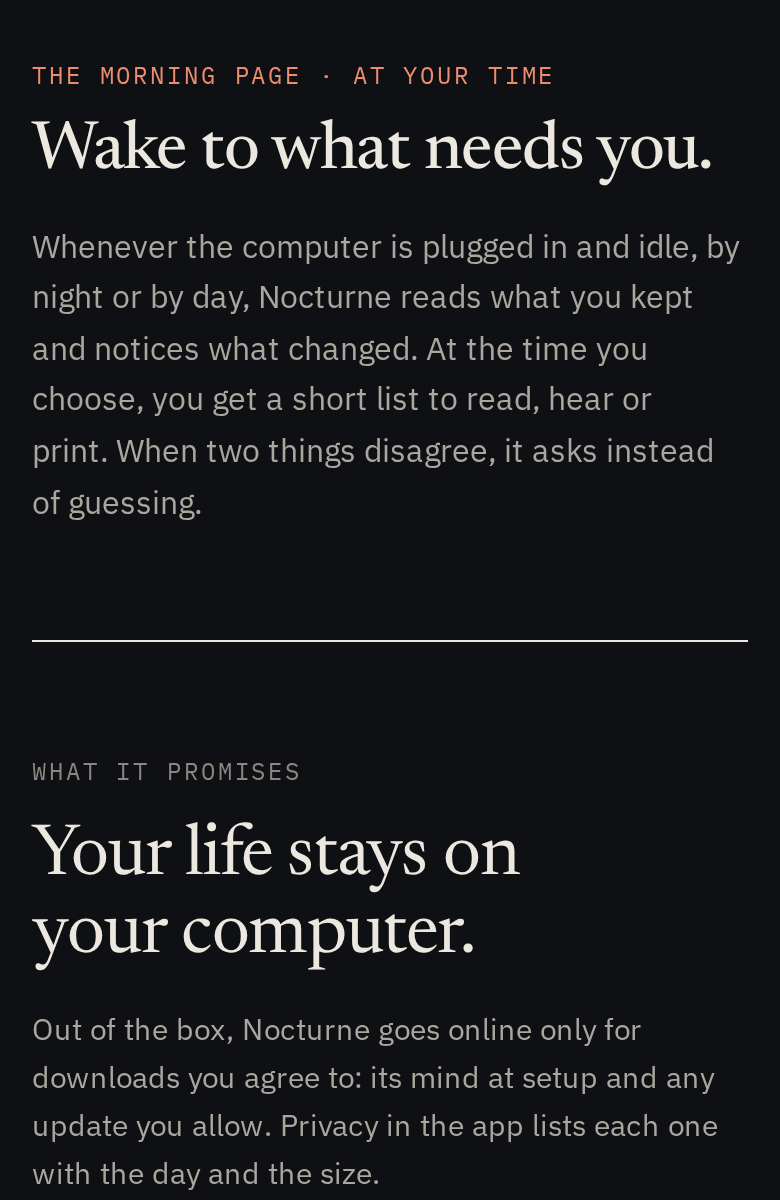 THE MORNING PAGE · AT YOUR TIME
Wake to what needs you.
Whenever the computer is plugged in and idle, by
night or by day, Nocturne reads what you kept
and notices what changed. At the time you
choose, you get a short list to read, hear or
print. When two things disagree, it asks instead
of guessing.
WHAT IT PROMISES
Your life stays on
your computer.
Out of the box, Nocturne goes online only for
downloads you agree to: its mind at setup and any
update you allow. Privacy in the app lists each one
with the day and the size.